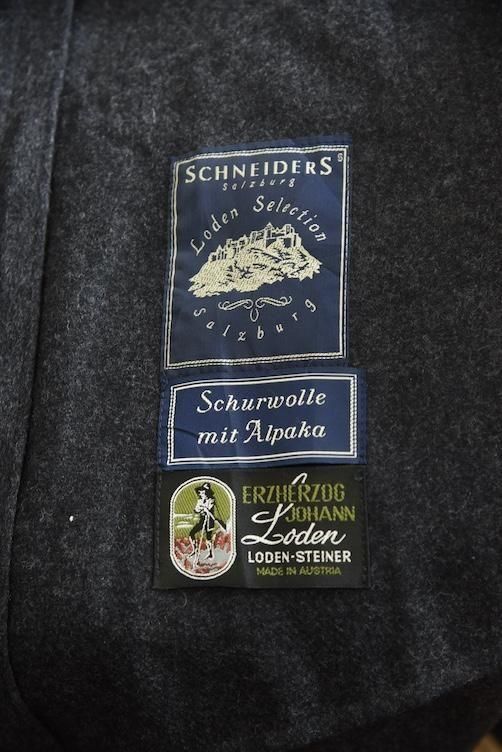 SCHNEIDERS
Salzburg
Loden Selection
Salzburg
Schurwolle
mit Alpaka
ERZHERZOG
JOHANN
Loden
LODEN-STEINER
MADE IN AUSTRIA